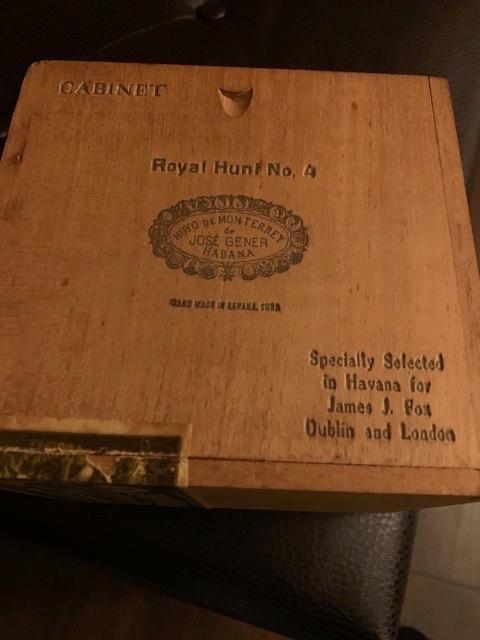 CABINET
Royal Hunt No. 4
HOYO DE MONTERREY
de
JOSÉ GENER
HABANA
HAND MADE IN HAVANA, CUBA
Specially Selected
in Havana for
James J. Fox
Dublin and London